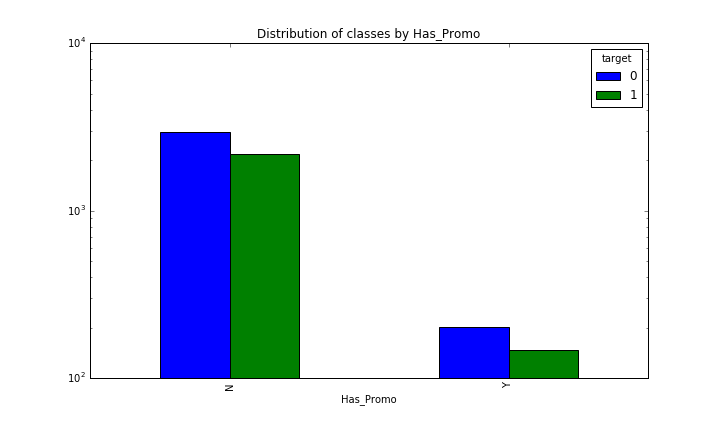 Distribution of classes by Has_Promo
10^4
10^3
10^2
target
0
1
N
Y
Has_Promo